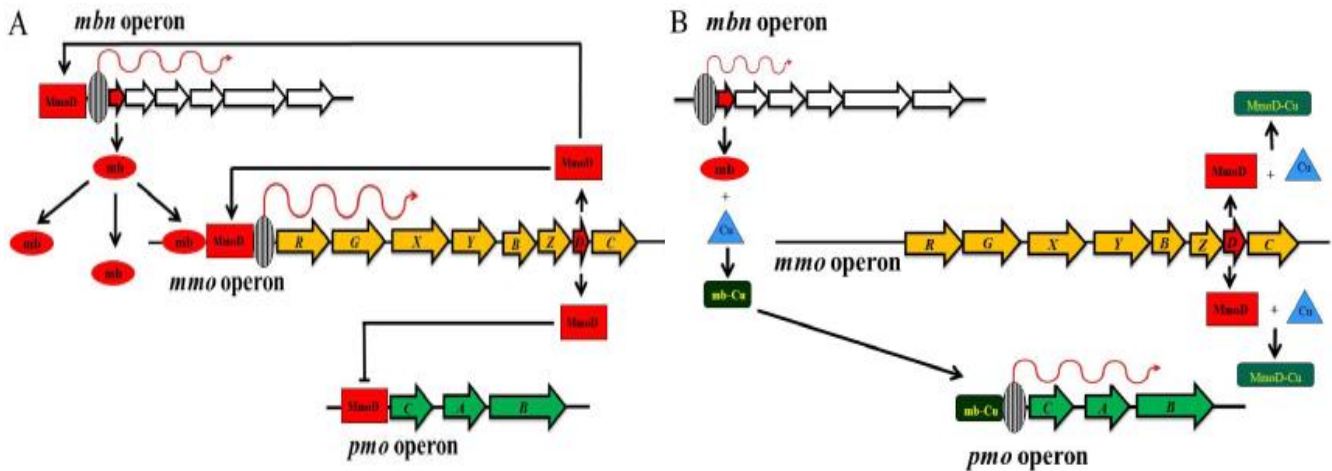 A
mbn operon
MmoD
mb
mb
mb
mb
MmoD
MmoD
R G X Y B Z D C
mmo operon
MmoD
MmoD
C A B
pmo operon
B
mbn operon
mb
+
Cu
mb-Cu
MmoD-Cu
MmoD + Cu
R G X Y B Z D C
mmo operon
MmoD + Cu
MmoD-Cu
mb-Cu
C A B
pmo operon